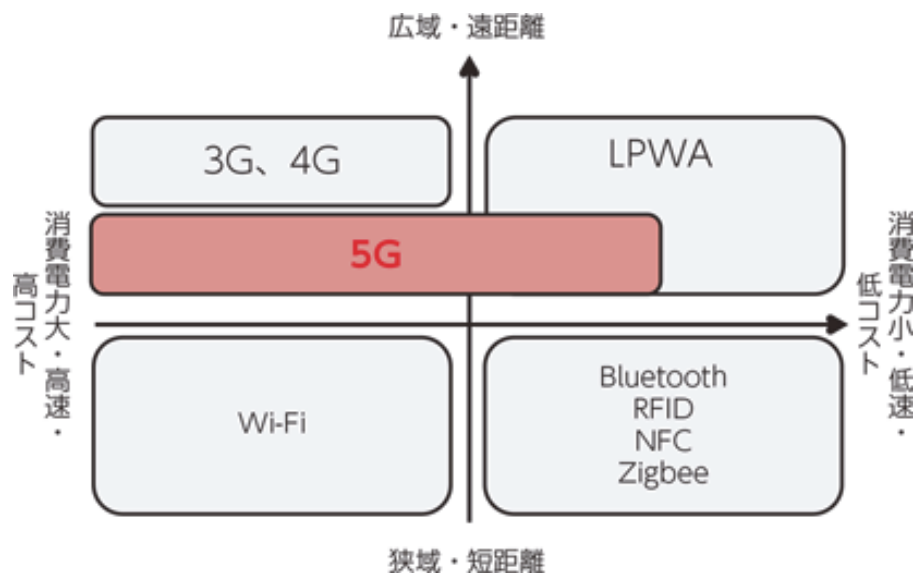 広域・遠距離
3G、4G
LPWA
5G
消費電力大・高速・
高コスト
消費電力小・低速・
低コスト
Wi-Fi
Bluetooth
RFID
NFC
Zigbee
狭域・短距離